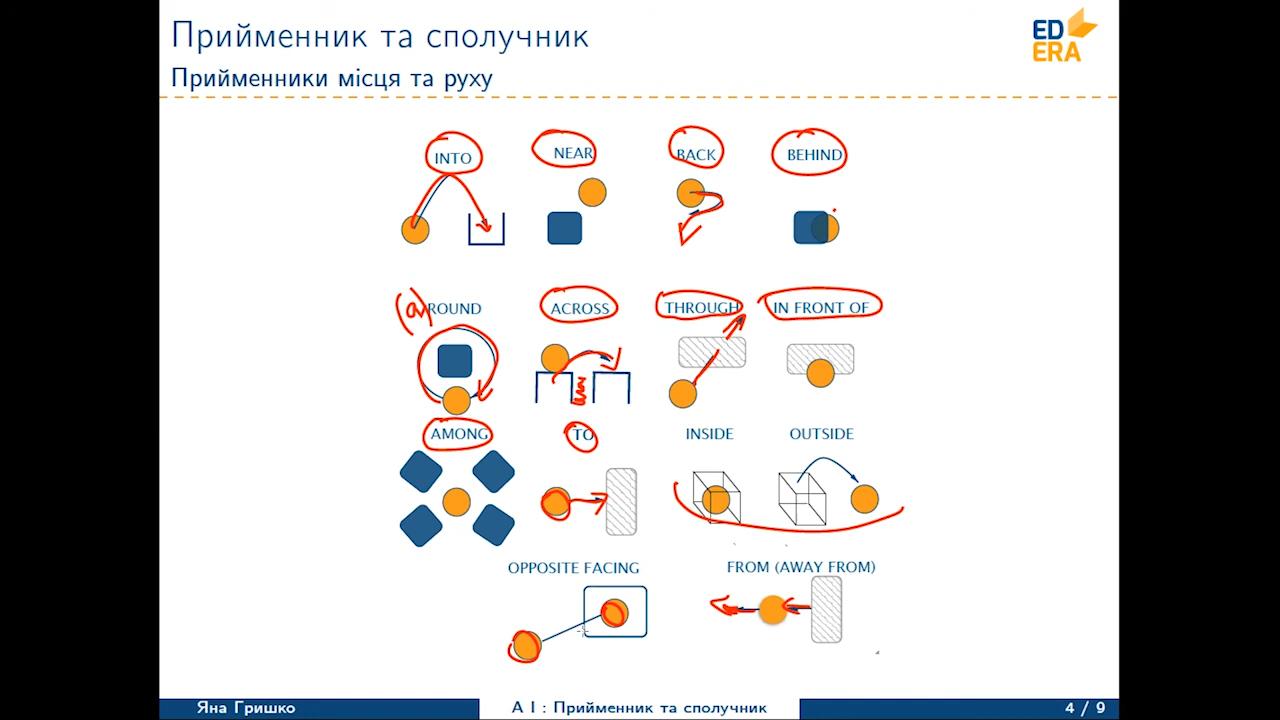 Прийменник та сполучник
ED
ERA
Прийменники місця та руху
INTO NEAR BACK BEHIND
(a)ROUND ACROSS THROUGH IN FRONT OF
AMONG TO INSIDE OUTSIDE
OPPOSITE FACING FROM (AWAY FROM)
Яна Гришко А І : Прийменник та сполучник 4 / 9